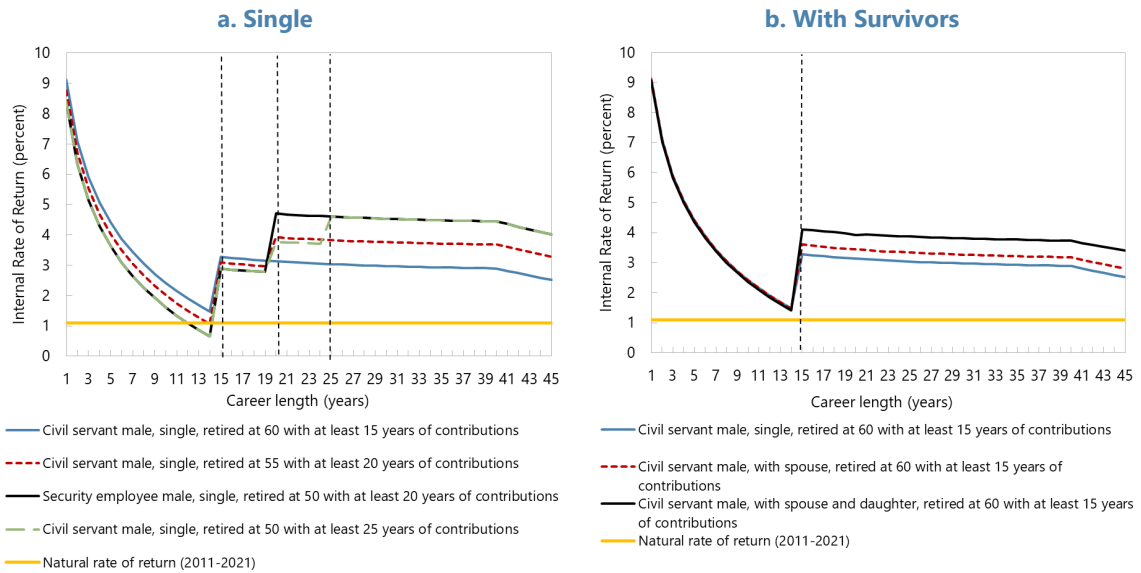 a. Single
Internal Rate of Return (percent)
10
9
8
7
6
5
4
3
2
1
0
1 3 5 7 9 11 13 15 17 19 21 23 25 27 29 31 33 35 37 39 41 43 45
Career length (years)
Civil servant male, single, retired at 60 with at least 15 years of contributions
Civil servant male, single, retired at 55 with at least 20 years of contributions
Security employee male, single, retired at 50 with at least 20 years of contributions
Civil servant male, single, retired at 50 with at least 25 years of contributions
Natural rate of return (2011-2021)
b. With Survivors
Internal Rate of Return (percent)
10
9
8
7
6
5
4
3
2
1
0
1 3 5 7 9 11 13 15 17 19 21 23 25 27 29 31 33 35 37 39 41 43 45
Career length (years)
Civil servant male, single, retired at 60 with at least 15 years of contributions
Civil servant male, with spouse, retired at 60 with at least 15 years of
contributions
Civil servant male, with spouse and daughter, retired at 60 with at least 15 years
of contributions
Natural rate of return (2011-2021)